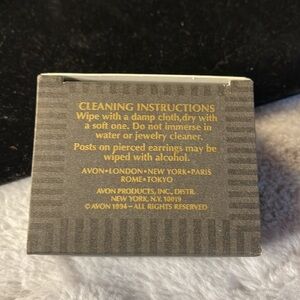 CLEANING INSTRUCTIONS
Wipe with a damp cloth,dry with
a soft one. Do not immerse in
water or jewelry cleaner.
Posts on pierced earrings may be
wiped with alcohol.
AVON•LONDON•NEW YORK•PARIS
ROME•TOKYO
AVON PRODUCTS, INC., DISTR.
NEW YORK, N.Y. 10019
© AVON 1994–ALL RIGHTS RESERVED